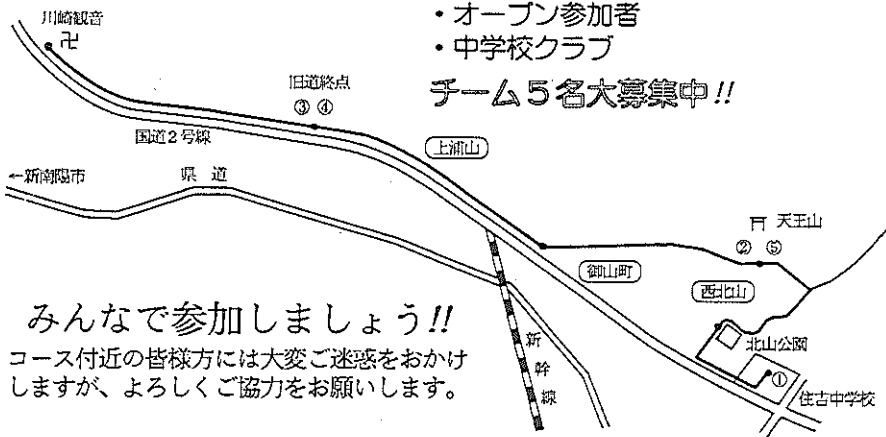 ・オープン参加者
・中学校クラブ
チーム5名大募集中!!
川崎観音
卍
旧道終点
③ ④
国道2号線
上浦山
←新南陽市
県道
天王山
② ⑤
御山町
西北山
北山公園
新幹線
①
住吉中学校
みんなで参加しましょう!!
コース付近の皆様方には大変ご迷惑をおかけ
しますが、よろしくご協力をお願いします。